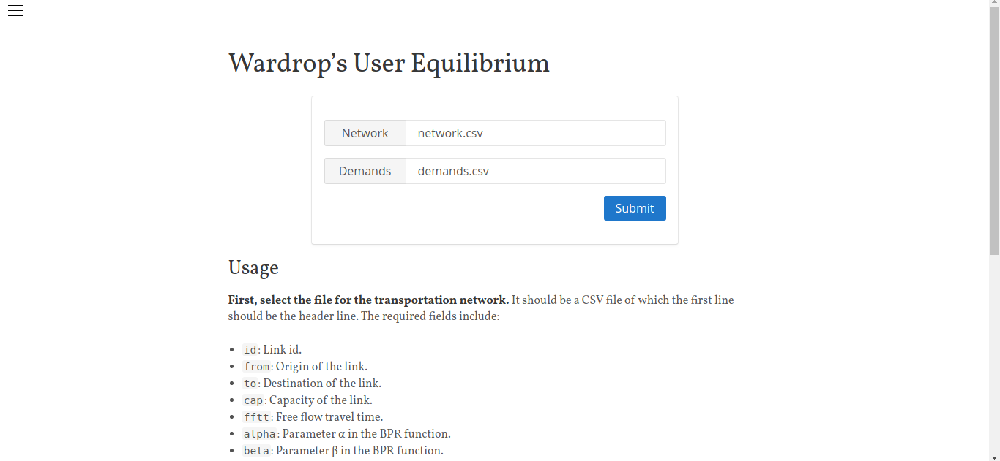 Wardrop’s User Equilibrium
Network network.csv
Demands demands.csv
Submit
Usage
First, select the file for the transportation network. It should be a CSV file of which the first line
should be the header line. The required fields include:
id: Link id.
from: Origin of the link.
to: Destination of the link.
cap: Capacity of the link.
fftt: Free flow travel time.
alpha: Parameter α in the BPR function.
beta: Parameter β in the BPR function.